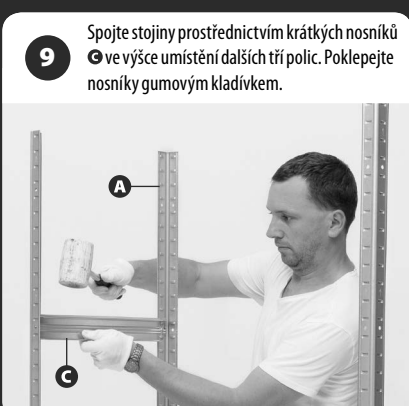 9
Spojte stojiny prostřednictvím krátkých nosníků
C ve výšce umístění dalších tří polic. Poklepejte
nosníky gumovým kladívkem.
A
C